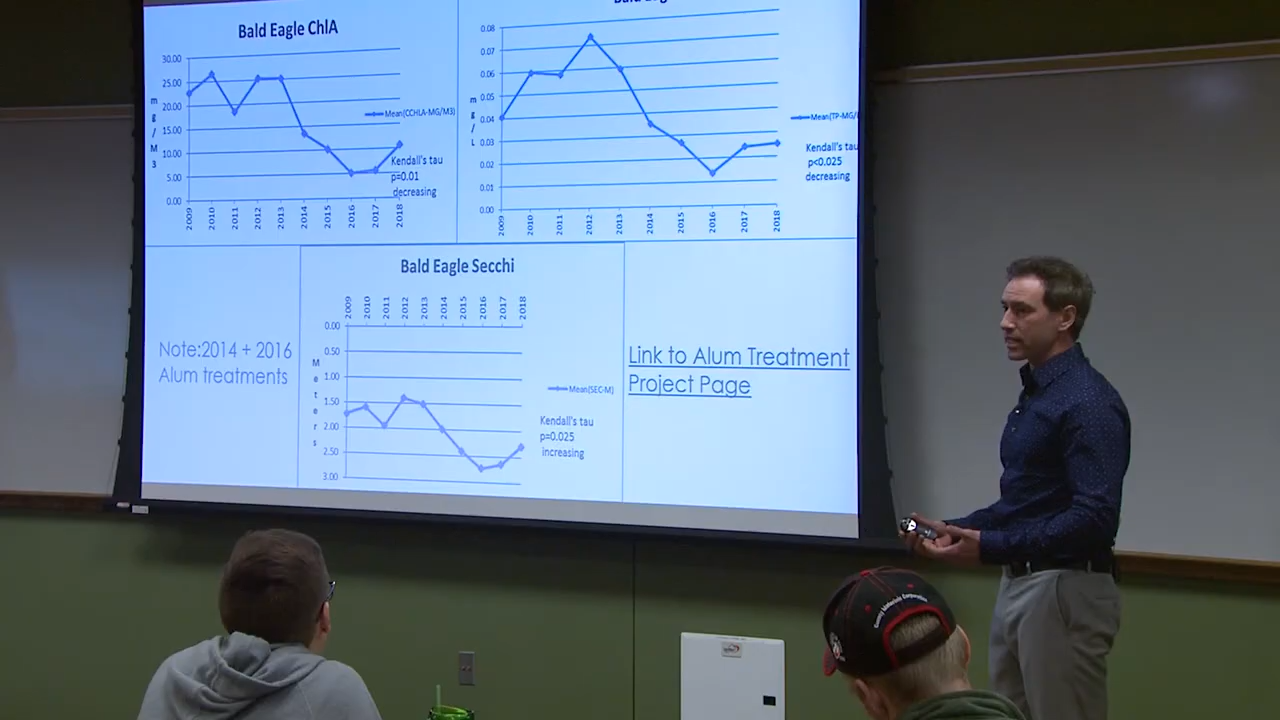 Bald Eagle ChlA
30.00
25.00
20.00
15.00
10.00
5.00
0.00
mg/M3
2009
2010
2011
2012
2013
2014
2015
2016
2017
2018
Mean(CCHLA-MG/M3)
Kendall's tau
p=0.01
decreasing
0.08
0.07
0.06
0.05
0.04
0.03
0.02
0.01
0.00
mg/L
2009
2010
2011
2012
2013
2014
2015
2016
2017
2018
Mean(TP-MG/
Kendall's tau
p<0.025
decreasing
Bald Eagle Secchi
2009
2010
2011
2012
2013
2014
2015
2016
2017
2018
0.00
0.50
1.00
1.50
2.00
2.50
3.00
Meters
Mean(SEC-M)
Kendall's tau
p=0.025
increasing
Note:2014 + 2016
Alum treatments
Link to Alum Treatment
Project Page